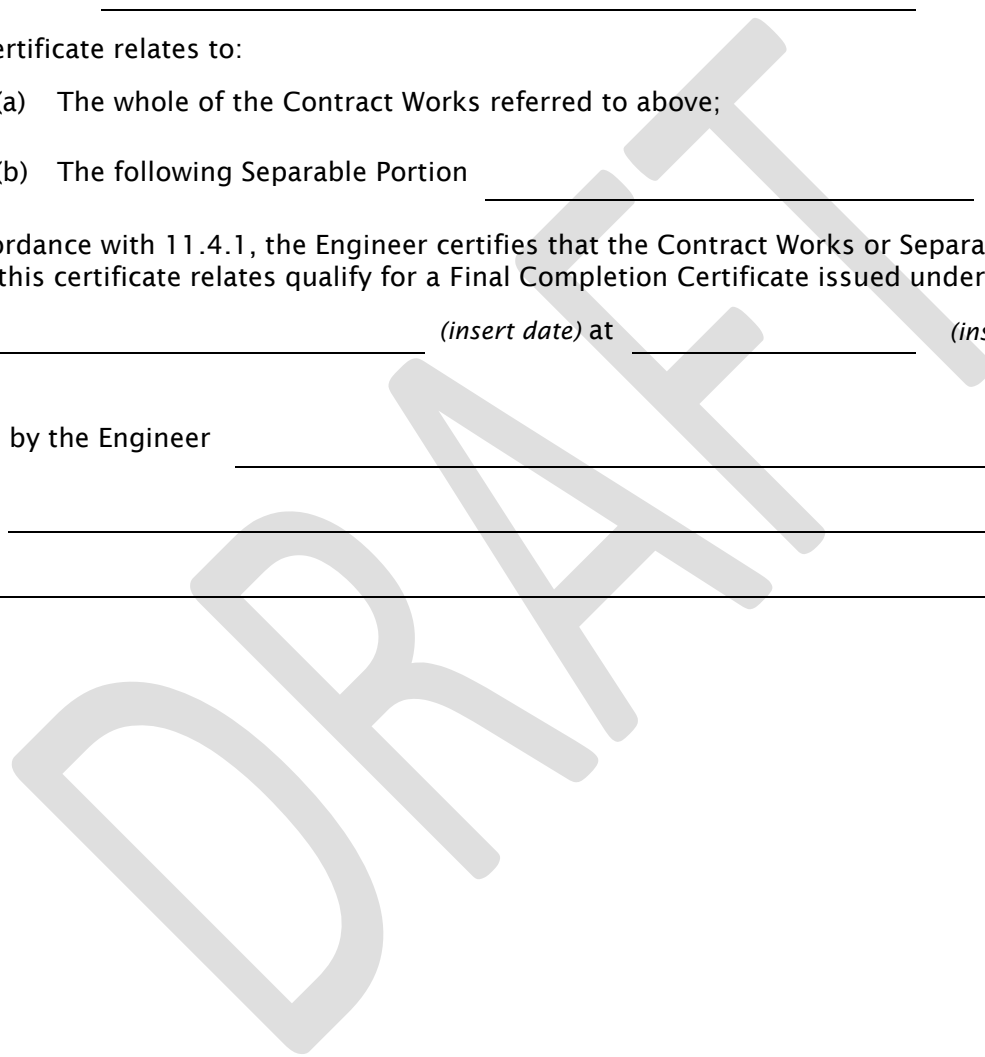 ertificate relates to:
(a) The whole of the Contract Works referred to above;
(b) The following Separable Portion
ordance with 11.4.1, the Engineer certifies that the Contract Works or Separa
this certificate relates qualify for a Final Completion Certificate issued under
(insert date) at (ins
by the Engineer
DRAFT